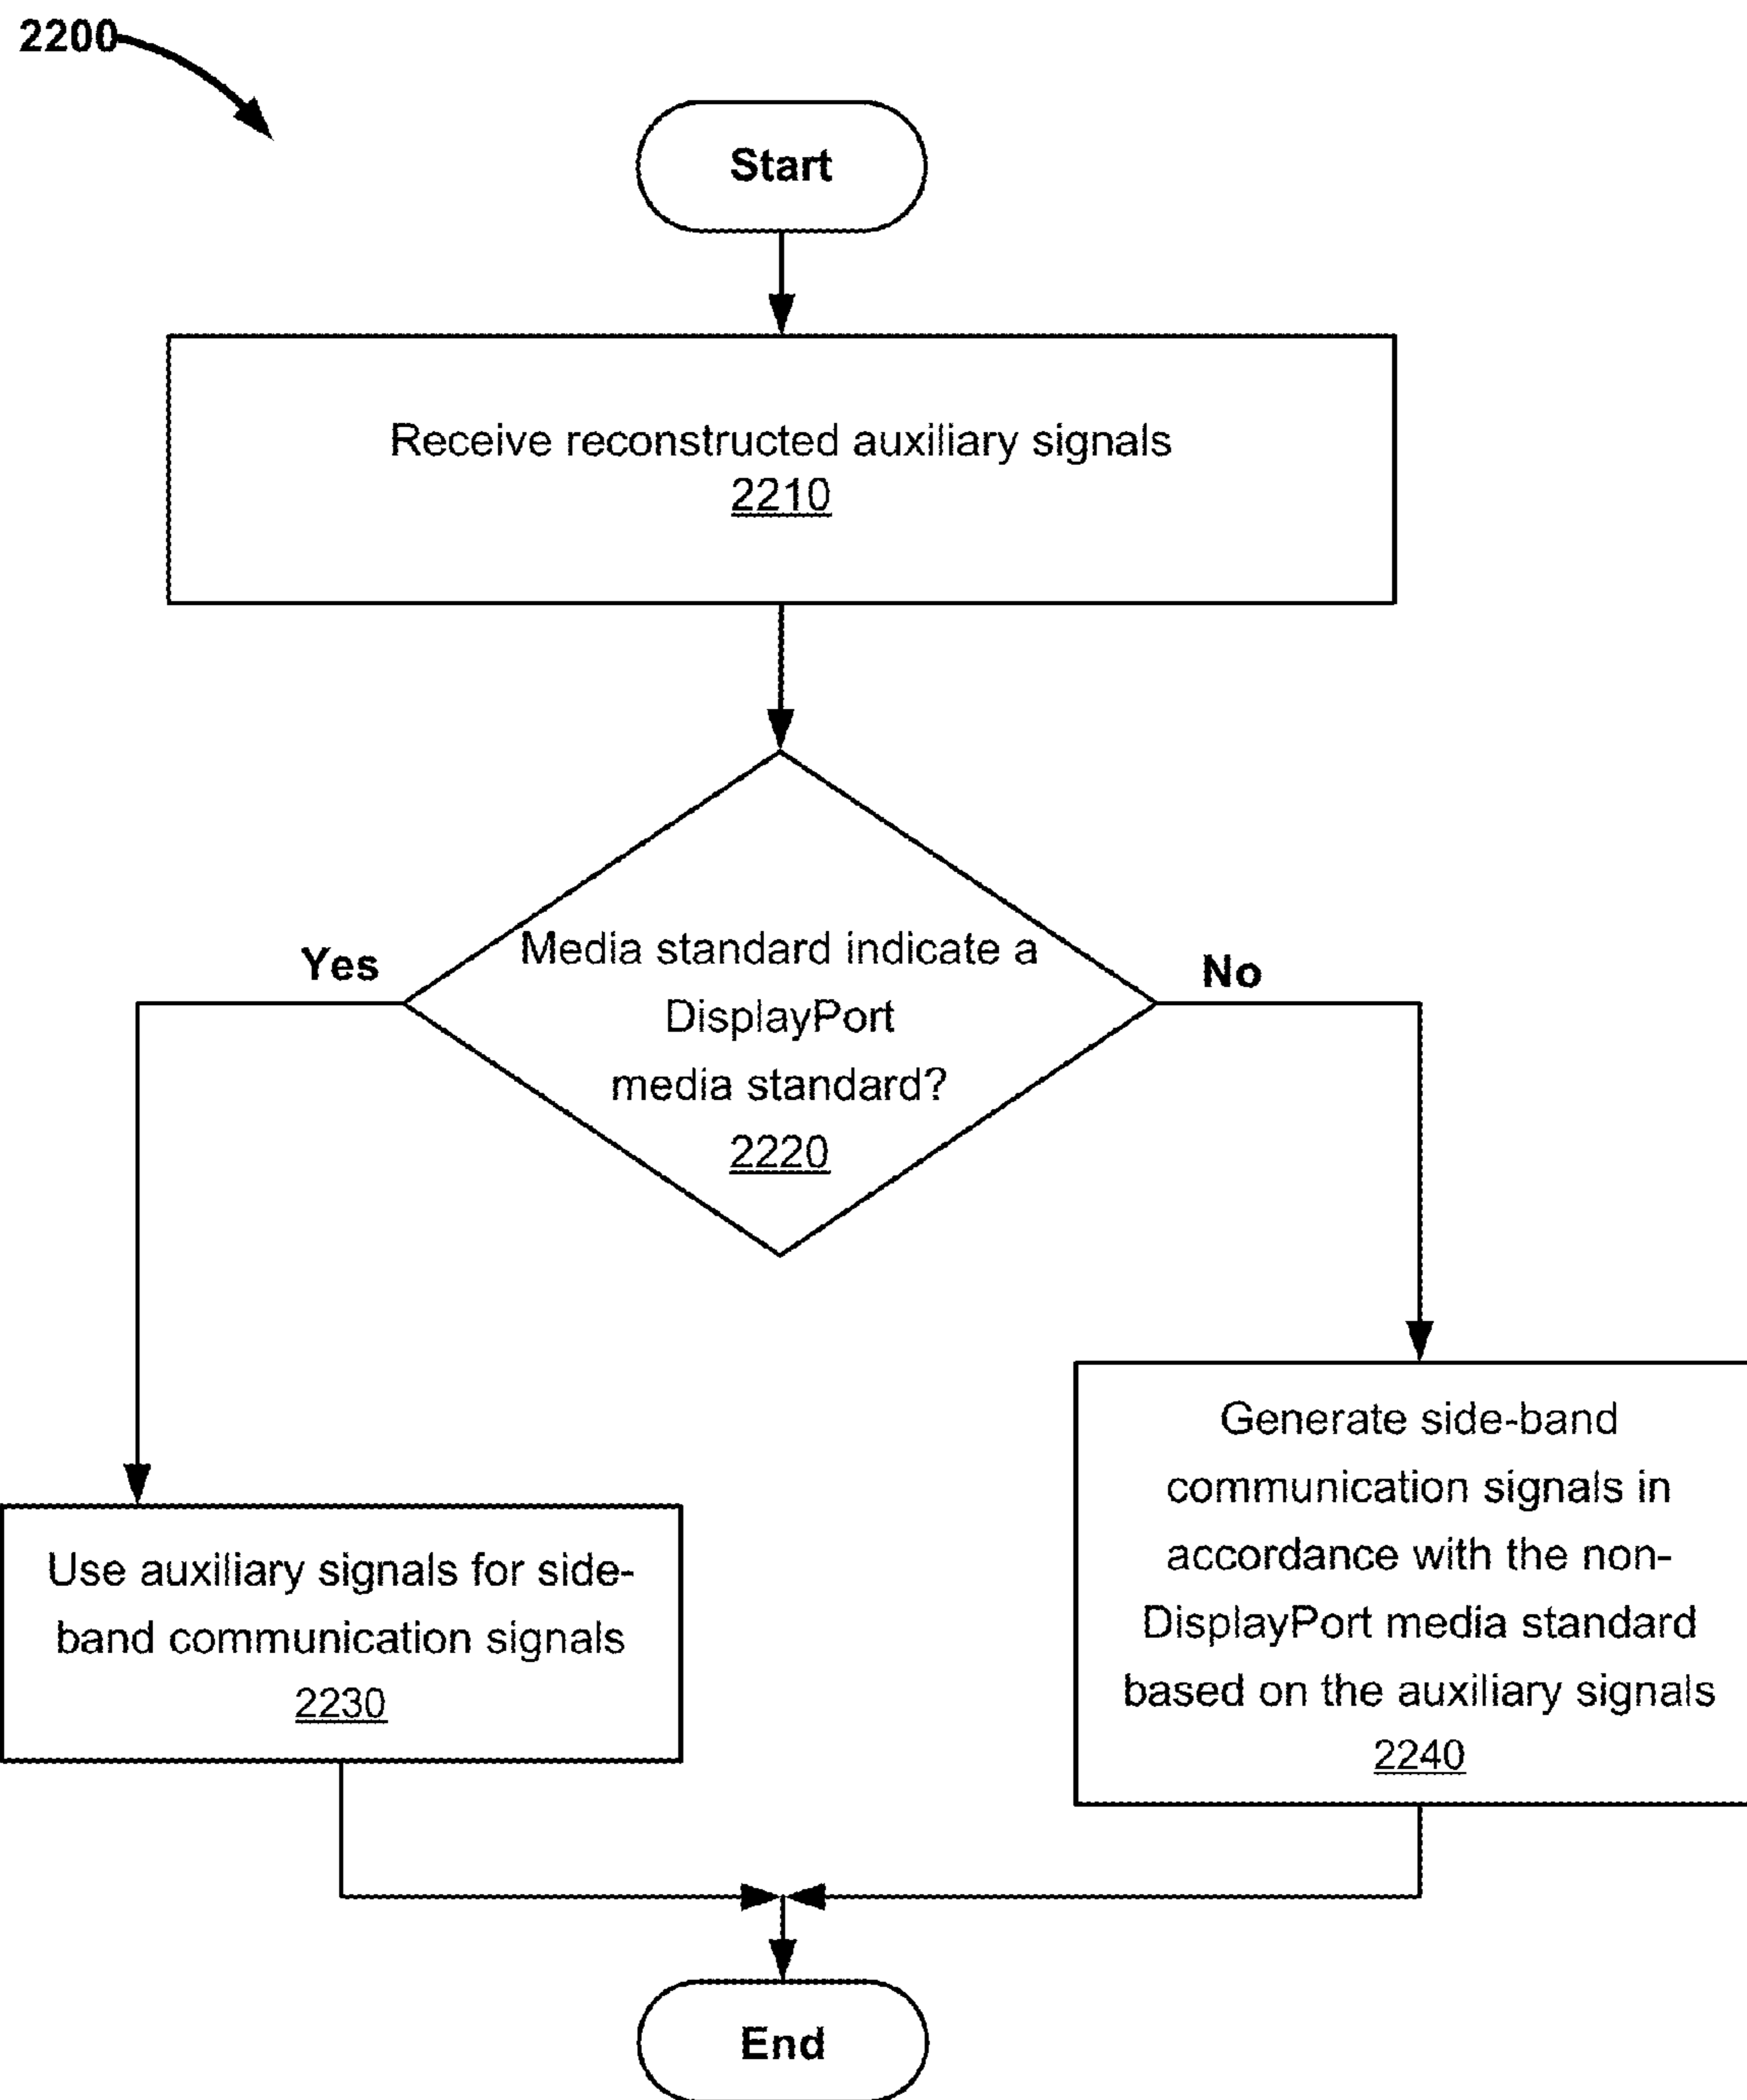 2200
Start
Receive reconstructed auxiliary signals
2210
Media standard indicate a
DisplayPort
media standard?
2220
Yes
No
Use auxiliary signals for side-
band communication signals
2230
Generate side-band
communication signals in
accordance with the non-
DisplayPort media standard
based on the auxiliary signals
2240
End